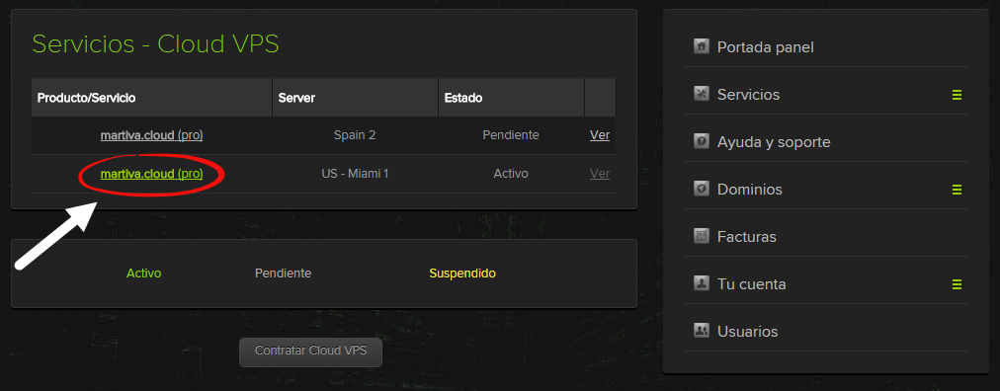 Servicios - Cloud VPS
Producto/Servicio Server Estado
martiva.cloud (pro) Spain 2 Pendiente Ver
martiva.cloud (pro) US - Miami 1 Activo Ver
Activo Pendiente Suspendido
Contratar Cloud VPS
Portada panel
Servicios
Ayuda y soporte
Dominios
Facturas
Tu cuenta
Usuarios